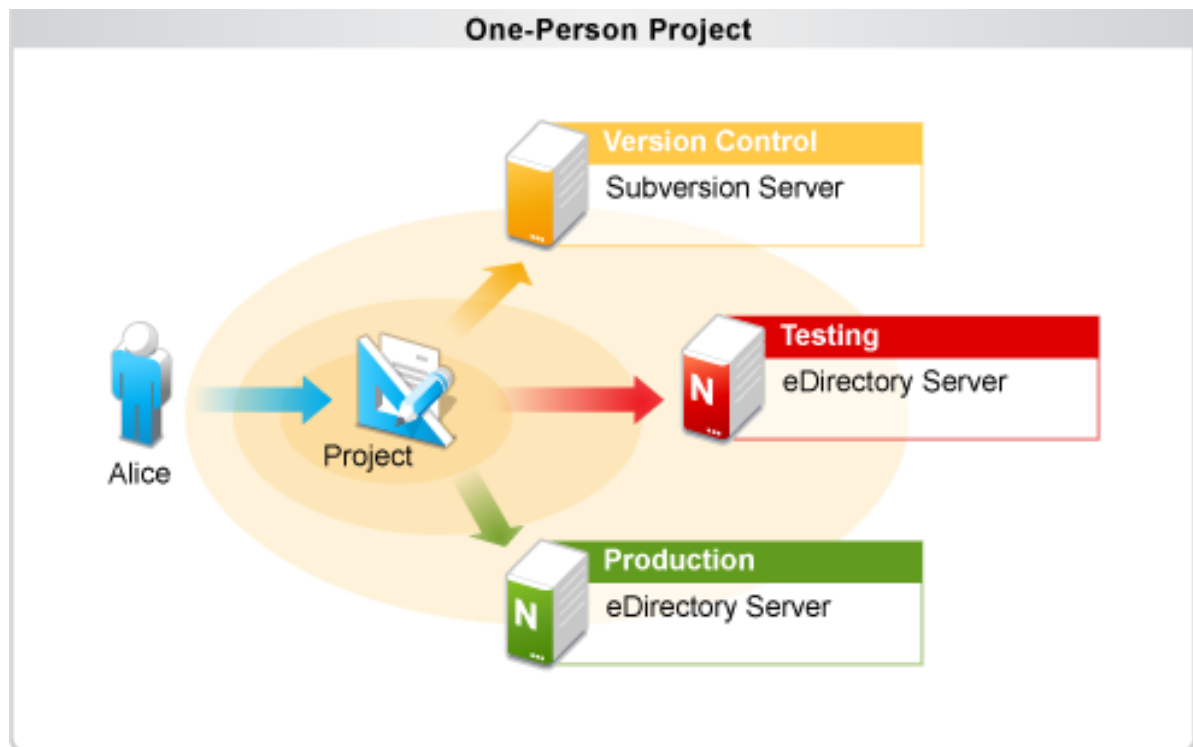 One-Person Project
Version Control
Subversion Server
Testing
N
eDirectory Server
Alice
Project
Production
N
eDirectory Server